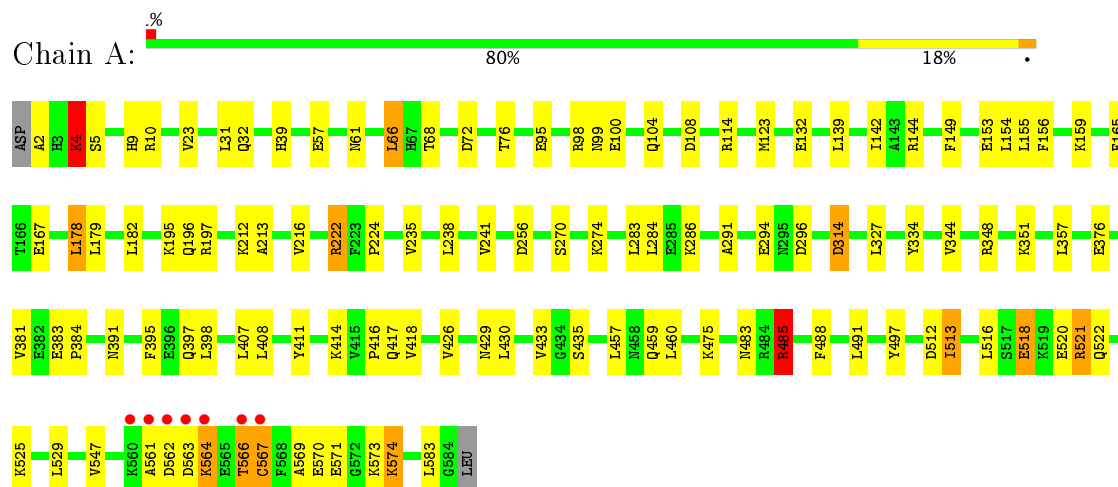 .%
Chain A:
80% 18% •
ASP A2 H3 K4 S5 H9 R10 V23 L31 Q32 H39 E57 N61 L66 H67 T68 D72 T76 E95 R98 N99 E100 Q104 D108 R114 M123 E132 L139 I142 A143 R144 F149 E153 L154 L155 F156 K159
T166 E167 L178 L179 L182 K195 Q196 R197 K212 A213 V216 R222 F223 P224 V235 L238 V241 D256 S270 K274 L283 L284 E285 K286 A291 E294 N295 D296 D314 L327 Y334 V344 R348 K351 L357 E376
V381 E382 E383 P384 N391 F395 E396 Q397 L398 L407 L408 Y411 K414 V415 P416 Q417 V418 V426 N429 L430 V433 G434 S435 L457 N458 Q459 L460 K475 N483 R484 R485 F488 L491 Y497 D512 I513 L516 S517 E518 K519 E520 R521 Q522
K525 L529 V547 K560 A561 D562 D563 K564 E565 T566 C567 F568 A569 E570 E571 G572 K573 K574 L583 G584 LEU